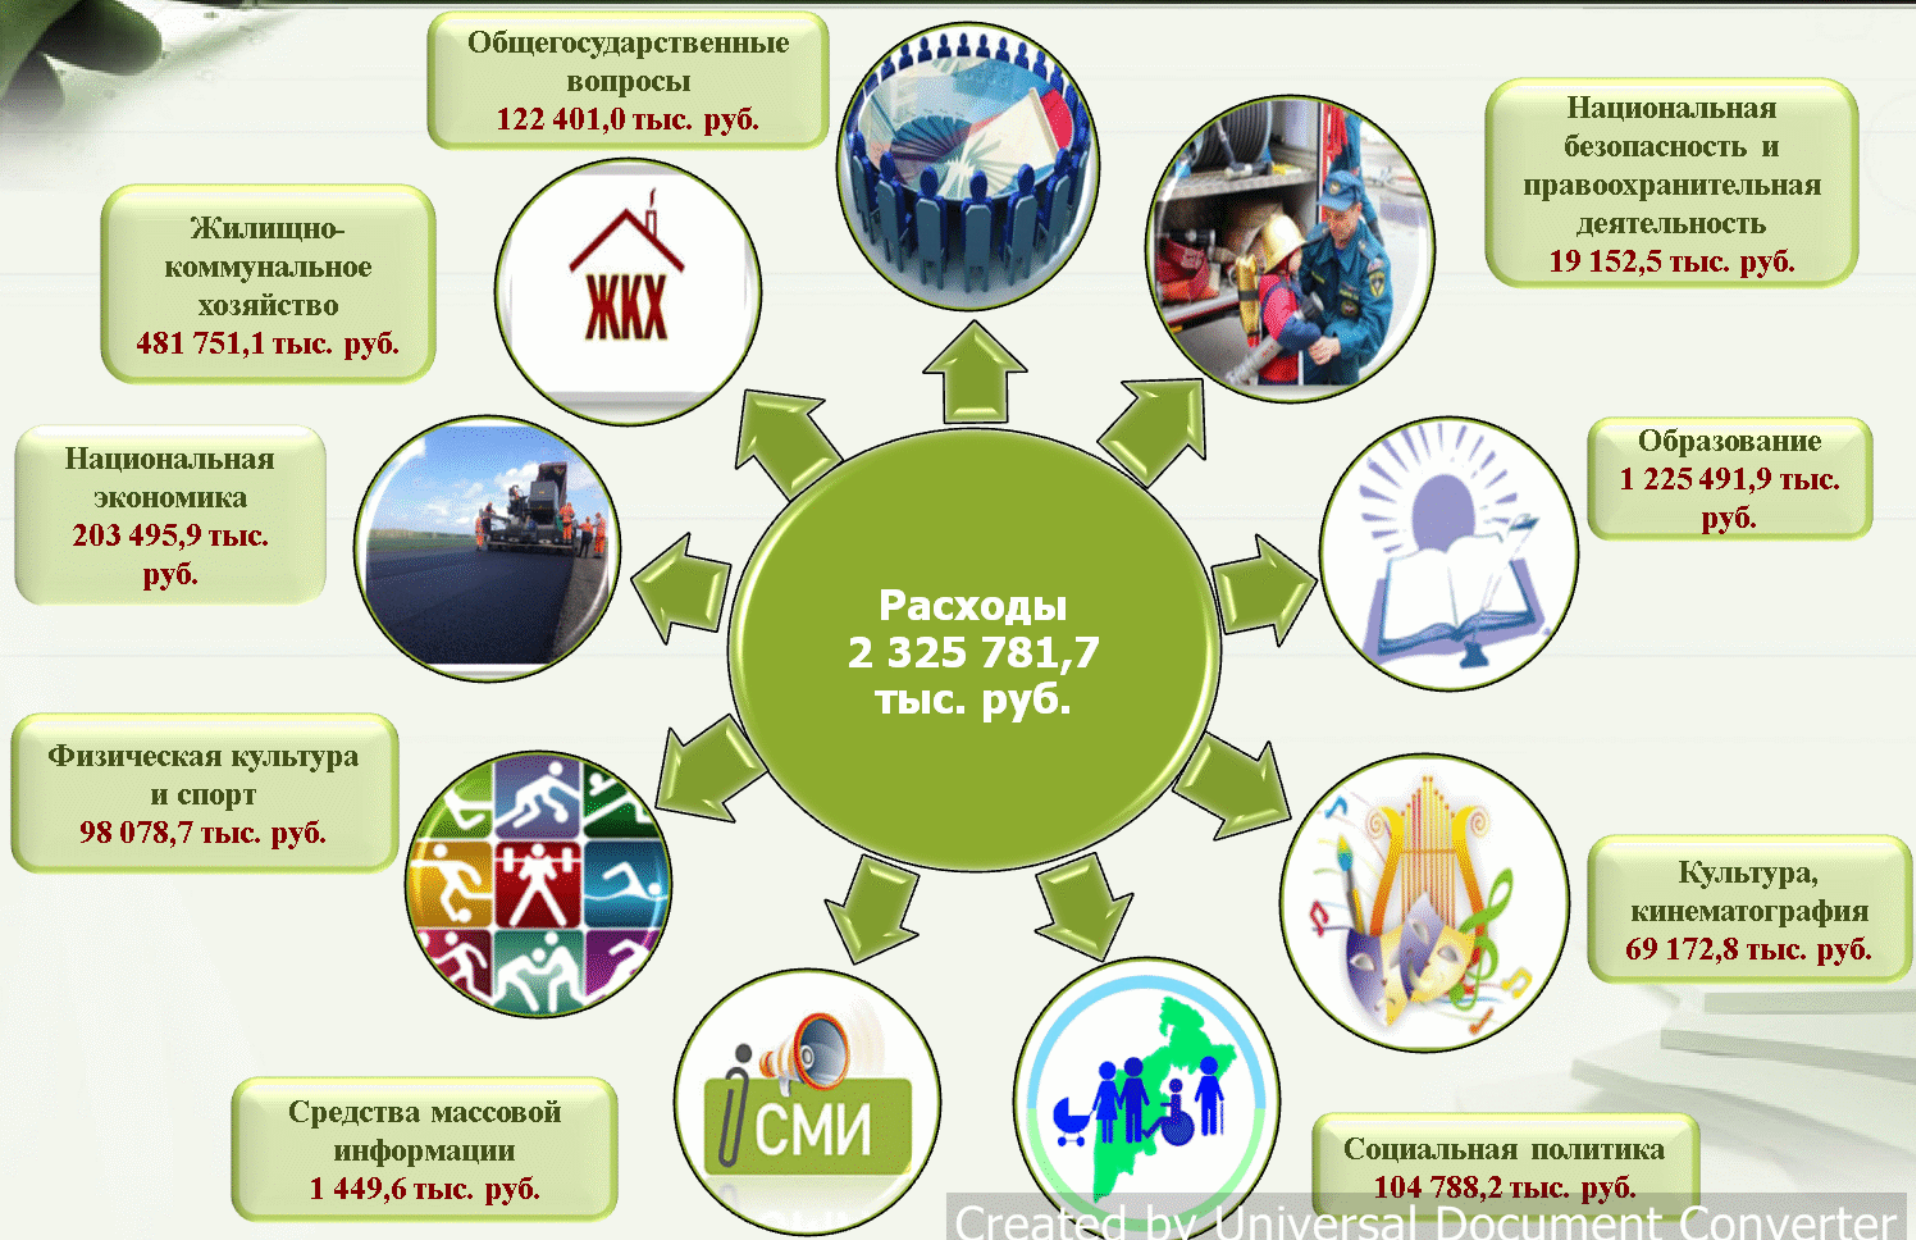 Общегосударственные
вопросы
122 401,0 тыс. руб.
Национальная
безопасность и
правоохранительная
деятельность
19 152,5 тыс. руб.
Жилищно-
коммунальное
хозяйство
481 751,1 тыс. руб.
ЖКХ
Образование
1 225 491,9 тыс.
руб.
Национальная
экономика
203 495,9 тыс.
руб.
Расходы
2 325 781,7
тыс. руб.
Физическая культура
и спорт
98 078,7 тыс. руб.
Культура,
кинематография
69 172,8 тыс. руб.
Средства массовой
информации
1 449,6 тыс. руб.
СМИ
Социальная политика
104 788,2 тыс. руб.
Created by Universal Document Converter